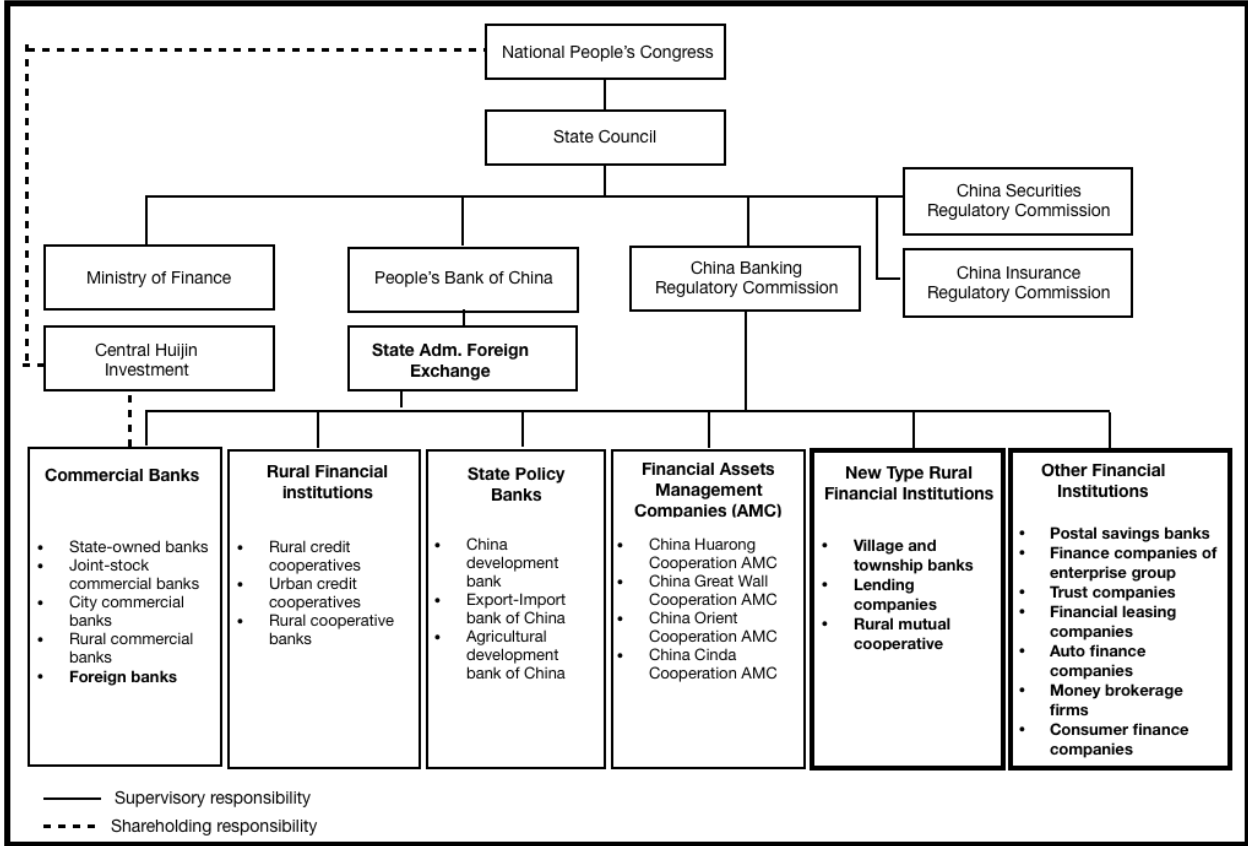 National People's Congress
State Council
China Securities
Regulatory Commission
Ministry of Finance
People's Bank of China
China Banking
Regulatory Commission
China Insurance
Regulatory Commission
Central Huijin
Investment
State Adm. Foreign
Exchange
Commercial Banks
• State-owned banks
• Joint-stock
commercial banks
• City commercial
banks
• Rural commercial
banks
• Foreign banks
Rural Financial
institutions
• Rural credit
cooperatives
• Urban credit
cooperatives
• Rural cooperative
banks
State Policy
Banks
• China
development
bank
• Export-Import
bank of China
• Agricultural
development
bank of China
Financial Assets
Management
Companies (AMC)
• China Huarong
Cooperation AMC
• China Great Wall
Cooperation AMC
• China Orient
Cooperation AMC
• China Cinda
Cooperation AMC
New Type Rural
Financial Institutions
• Village and
township banks
• Lending
companies
• Rural mutual
cooperative
Other Financial
Institutions
• Postal savings banks
• Finance companies of
enterprise group
• Trust companies
• Financial leasing
companies
• Auto finance
companies
• Money brokerage
firms
• Consumer finance
companies
Supervisory responsibility
Shareholding responsibility